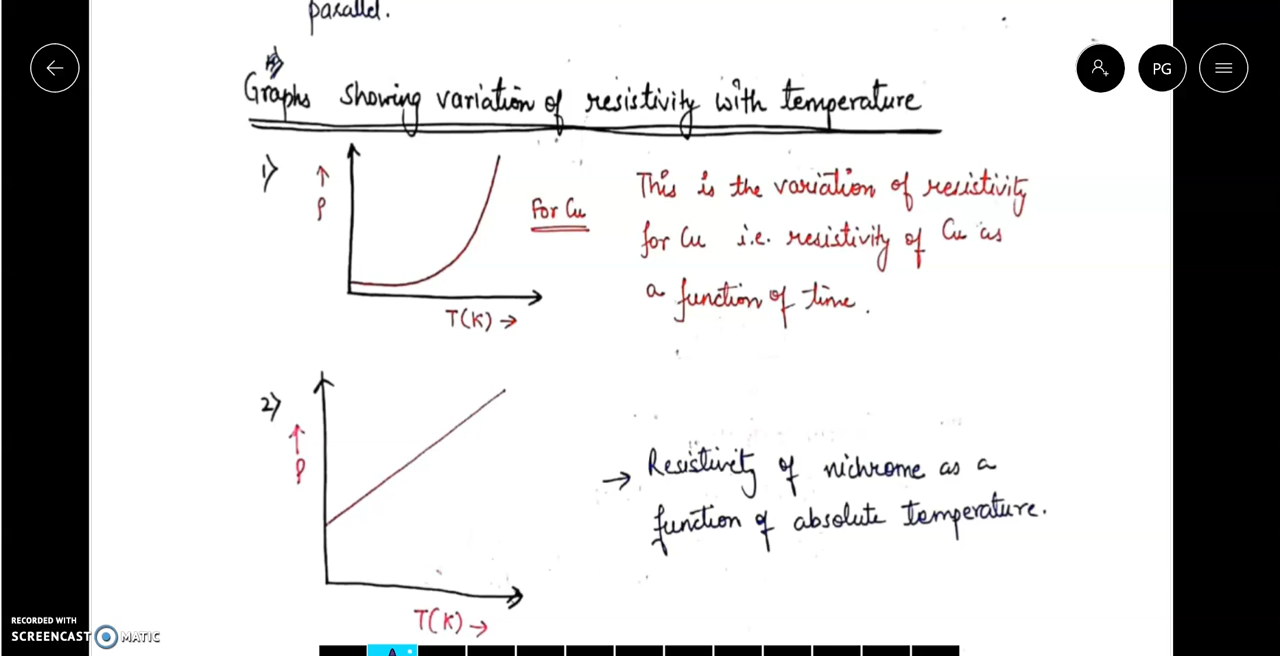 parallel.
PG
Graphs showing variation of resistivity with temperature
1)
ρ
For Cu
This is the variation of resistivity
for Cu i.e. resistivity of Cu as
a function of time.
T(K) →
2)
ρ
→ Resistivity of nichrome as a
function of absolute temperature.
T(K) →
RECORDED WITH
SCREENCAST MATIC